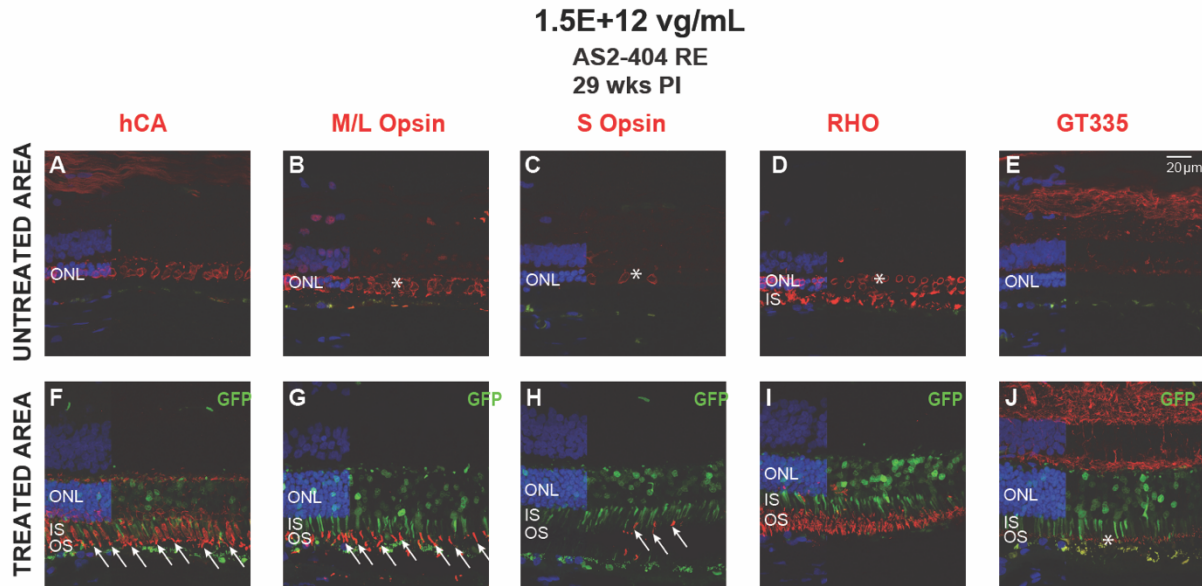 1.5E+12 vg/mL
AS2-404 RE
29 wks PI
hCA M/L Opsin S Opsin RHO GT335
UNTREATED AREA
A B C D E
20 µm
ONL ONL * ONL * ONL * ONL
IS
TREATED AREA
F GFP G GFP H GFP I GFP J GFP
ONL ONL ONL ONL ONL
IS IS IS IS IS
OS OS OS OS OS *